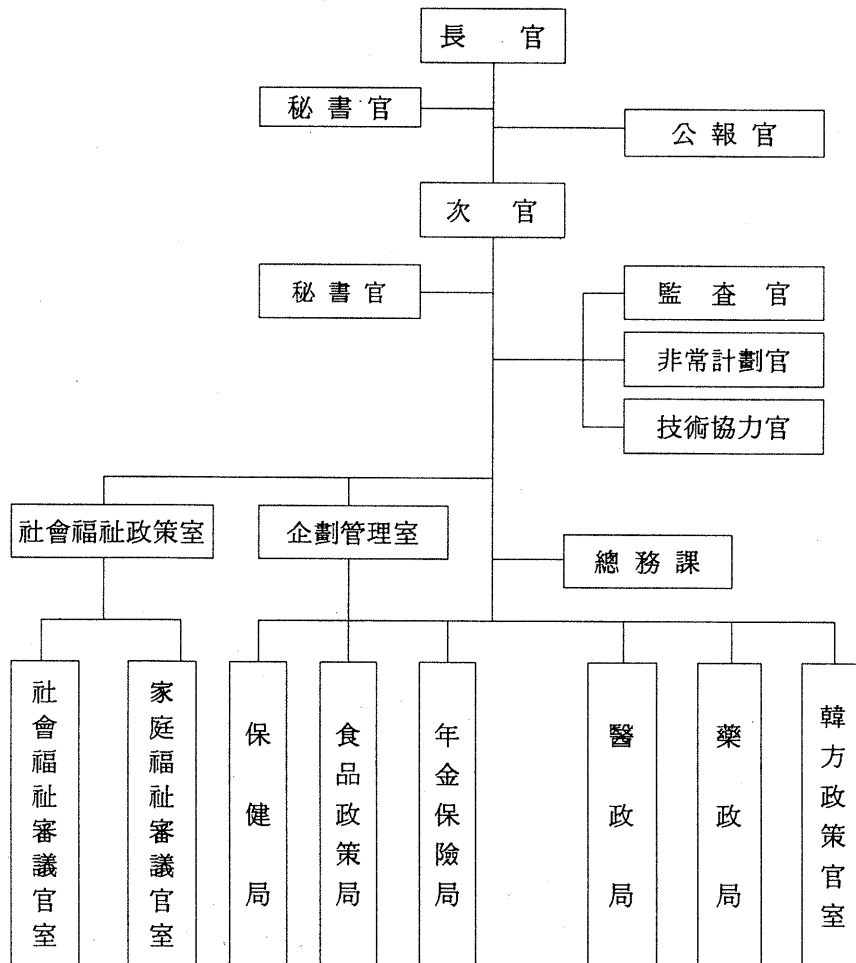 長 官
秘書官
公報官
次 官
秘書官
監査官
非常計劃官
技術協力官
社會福祉政策室
企劃管理室
總務課
社會福祉審議官室
家庭福祉審議官室
保健局
食品政策局
年金保險局
醫政局
藥政局
韓方政策官室